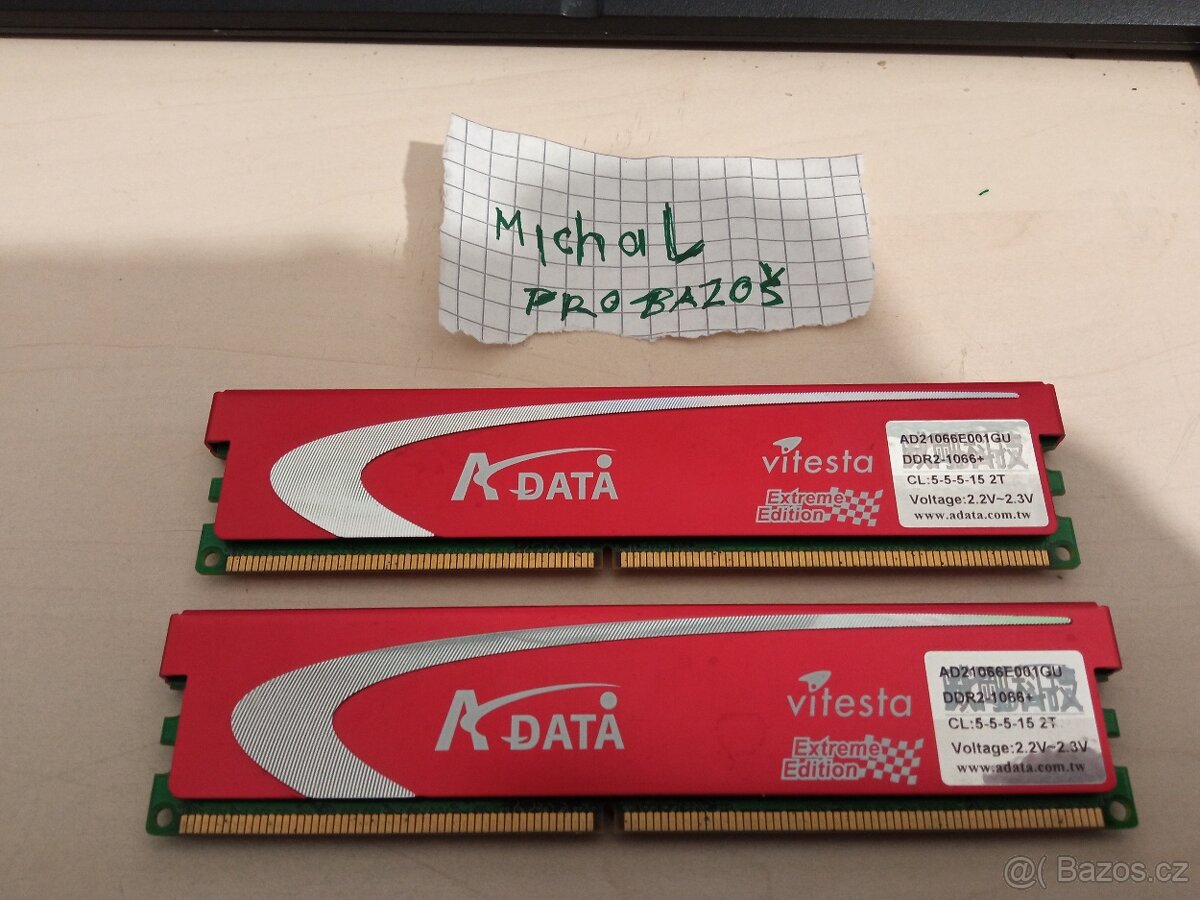 MichaL
PRO BAZOŠ
A DATA
vitesta
Extreme
Edition
AD21066E001GU
DDR2-1066+
CL:5-5-5-15 2T
Voltage:2.2V~2.3V
www.adata.com.tw
A DATA
vitesta
Extreme
Edition
AD21066E001GU
DDR2-1066+
CL:5-5-5-15 2T
Voltage:2.2V~2.3V
www.adata.com.tw
@( Bazos.cz